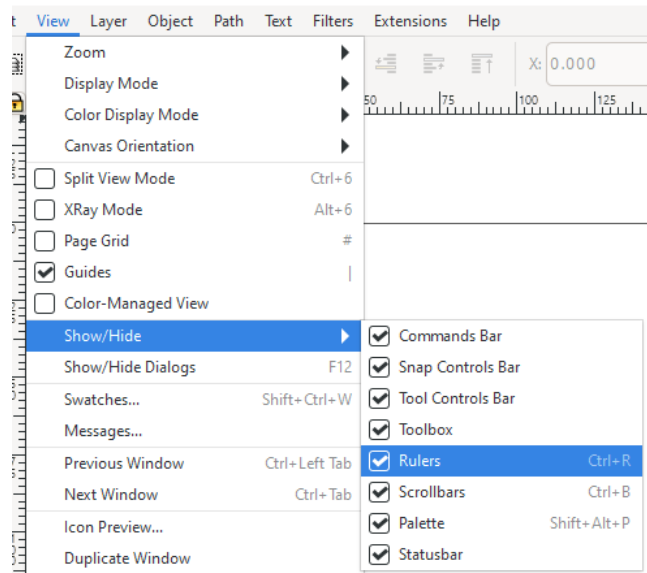 View Layer Object Path Text Filters Extensions Help
X: 0.000
50 75 100 125
Zoom
Display Mode
Color Display Mode
Canvas Orientation
Split View Mode Ctrl+6
XRay Mode Alt+6
Page Grid #
Guides |
Color-Managed View
Show/Hide
Show/Hide Dialogs F12
Swatches... Shift+Ctrl+W
Messages...
Previous Window Ctrl+Left Tab
Next Window Ctrl+Tab
Icon Preview...
Duplicate Window
Commands Bar
Snap Controls Bar
Tool Controls Bar
Toolbox
Rulers Ctrl+R
Scrollbars Ctrl+B
Palette Shift+Alt+P
Statusbar